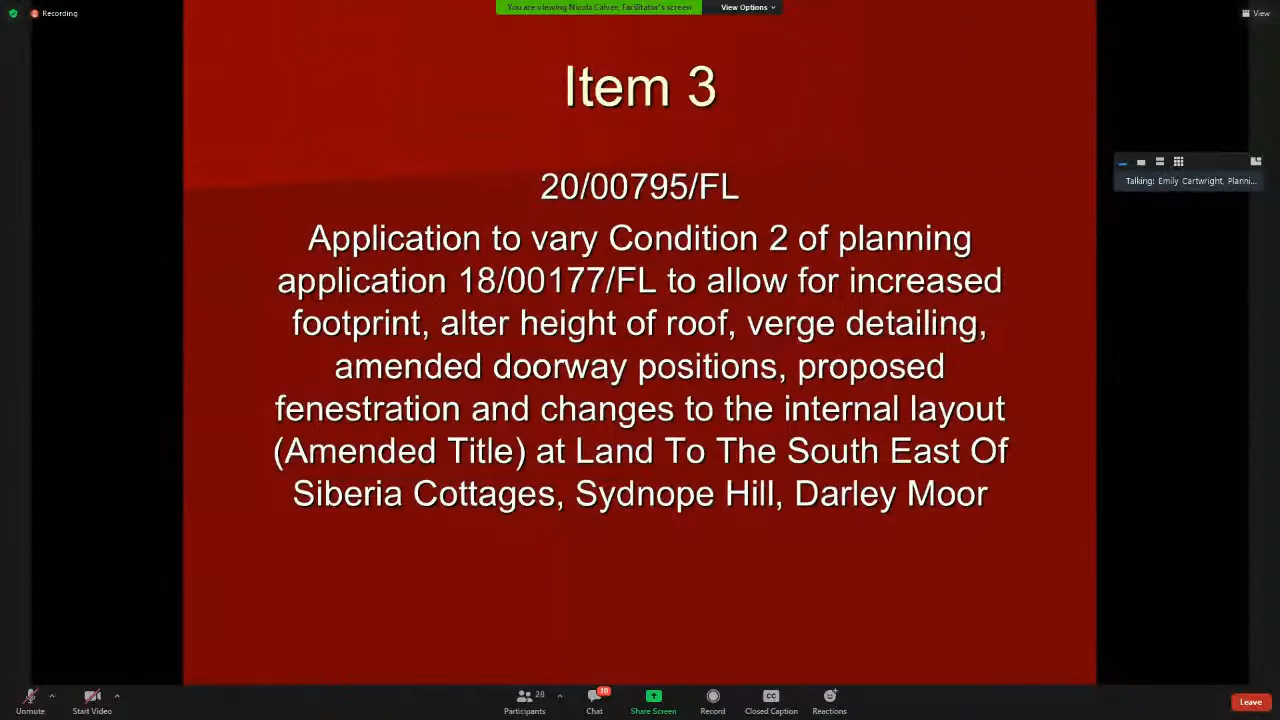 Recording
You are viewing Nicola Calver, Facilitator's screen
View Options
View
Item 3
20/00795/FL
Application to vary Condition 2 of planning
application 18/00177/FL to allow for increased
footprint, alter height of roof, verge detailing,
amended doorway positions, proposed
fenestration and changes to the internal layout
(Amended Title) at Land To The South East Of
Siberia Cottages, Sydnope Hill, Darley Moor
Talking: Emily Cartwright, Planni...
Unmute
Start Video
Participants
28
Chat
10
Share Screen
Record
CC
Closed Caption
Reactions
Leave